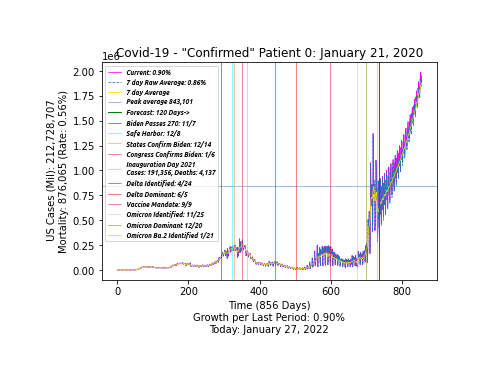 Covid-19 - "Confirmed" Patient 0: January 21, 2020
1e6
US Cases (Mil): 212,728,707
Mortality: 876,065 (Rate: 0.56%)
2.00
1.75
1.50
1.25
1.00
0.75
0.50
0.25
0.00
Current: 0.90%
7 day Raw Average: 0.86%
7 day Average
Peak average 843,101
Forecast: 120 Days->
Biden Passes 270: 11/7
Safe Harbor: 12/8
States Confirm Biden: 12/14
Congress Confirms Biden: 1/6
Inauguration Day 2021
Cases: 191,356, Deaths: 4,137
Delta Identified: 4/24
Delta Dominant: 6/5
Vaccine Mandate: 9/9
Omicron Identified: 11/25
Omicron Dominant 12/20
Omicron Ba.2 Identified 1/21
0 200 400 600 800
Time (856 Days)
Growth per Last Period: 0.90%
Today: January 27, 2022